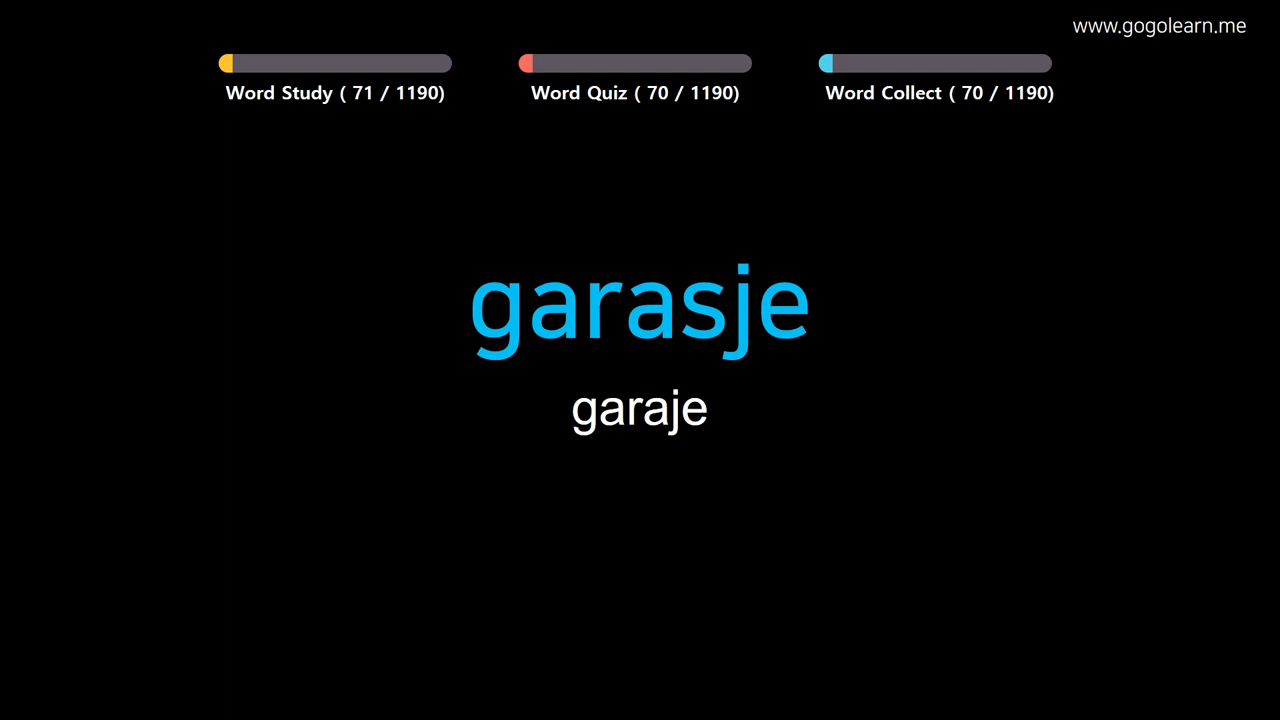 www.gogolearn.me
Word Study ( 71 / 1190)
Word Quiz ( 70 / 1190)
Word Collect ( 70 / 1190)
garasje
garaje